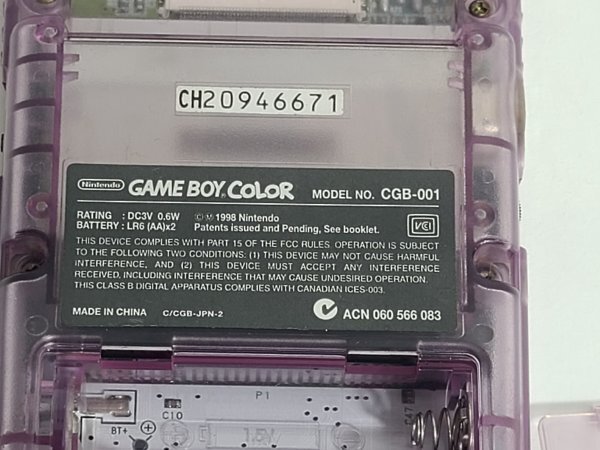 CH20946671
Nintendo GAME BOY COLOR MODEL NO. CGB-001
RATING : DC3V 0.6W © Ⓜ 1998 Nintendo
BATTERY : LR6 (AA)x2 Patents issued and Pending, See booklet.
VCI
THIS DEVICE COMPLIES WITH PART 15 OF THE FCC RULES. OPERATION IS SUBJECT
TO THE FOLLOWING TWO CONDITIONS: (1) THIS DEVICE MAY NOT CAUSE HARMFUL
INTERFERENCE, AND (2) THIS DEVICE MUST ACCEPT ANY INTERFERENCE
RECEIVED, INCLUDING INTERFERENCE THAT MAY CAUSE UNDESIRED OPERATION.
THIS CLASS B DIGITAL APPARATUS COMPLIES WITH CANADIAN ICES-003.
MADE IN CHINA C/CGB-JPN-2 ACN 060 566 083
P1
C10
C47
BT+
1.5V